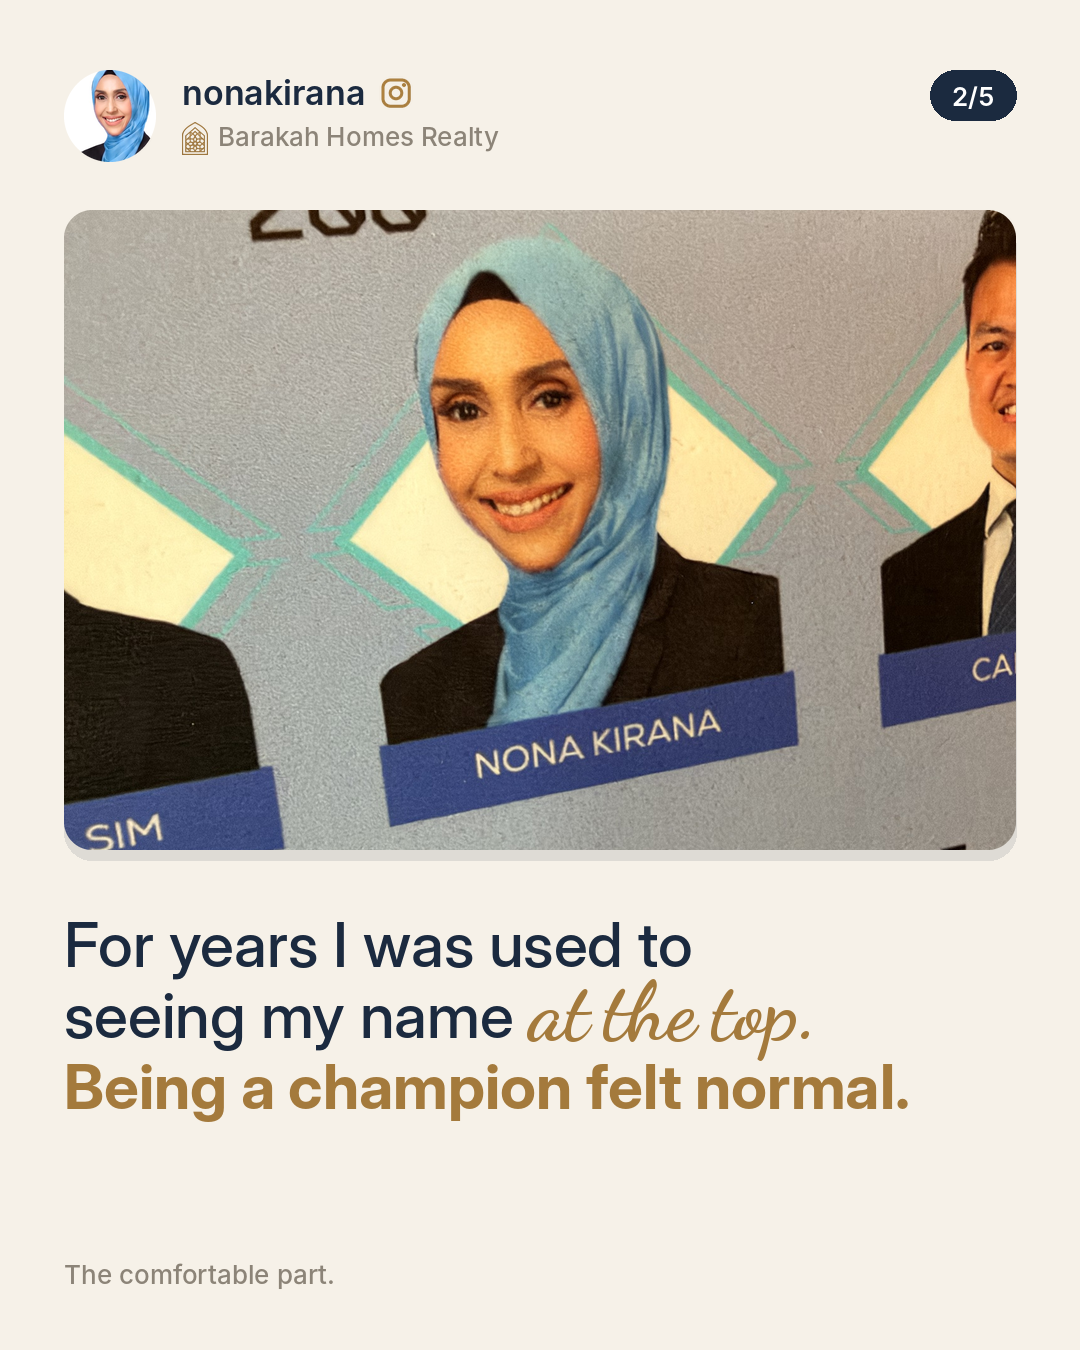 nonakirana
Barakah Homes Realty
2/5
NONA KIRANA
SIM
For years I was used to
seeing my name at the top.
Being a champion felt normal.
The comfortable part.